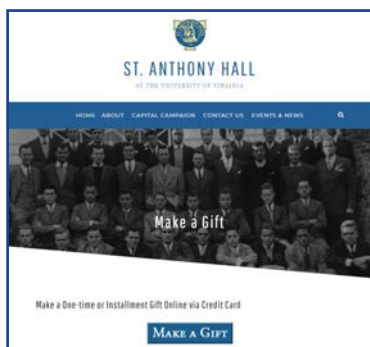 ST. ANTHONY HALL
AT THE UNIVERSITY OF VIRGINIA
HOME ABOUT CAPITAL CAMPAIGN CONTACT US EVENTS & NEWS
Make a Gift
Make a One-time or Installment Gift Online via Credit Card
MAKE A GIFT